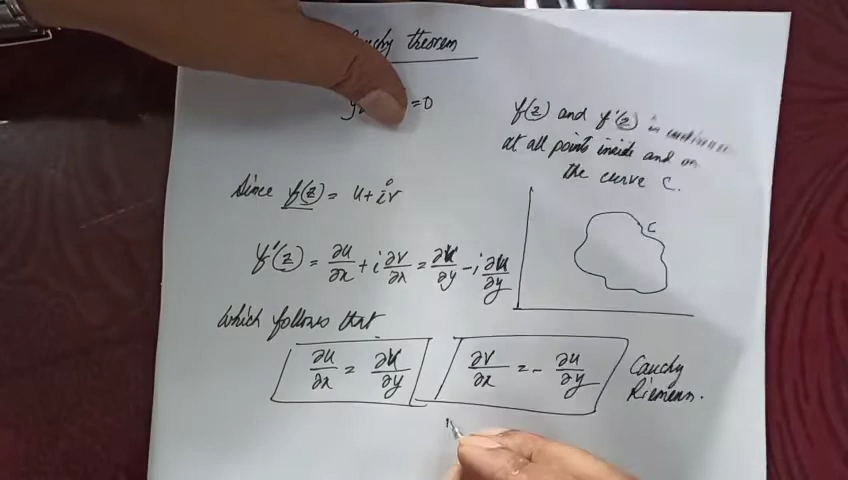 Cauchy theorem
= 0
f(z) and f'(z) is
at all points inside and on
the curve C.
Since f(z) = u + iv
C
f'(z) = ∂u/∂x + i ∂v/∂x = ∂v/∂y - i ∂u/∂y
which follows that
∂u/∂x = ∂v/∂y ∂v/∂x = - ∂u/∂y
Cauchy
Riemann.